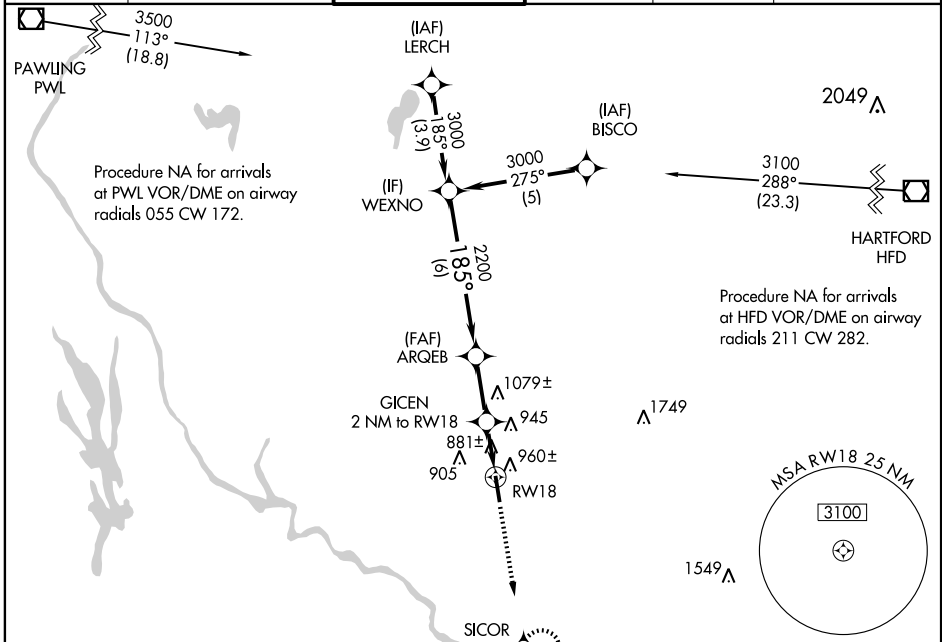 3500
113°
(18.8)
PAWLING
PWL
(IAF)
LERCH
3000
185°
(3.9)
(IAF)
BISCO
2049
Procedure NA for arrivals
at PWL VOR/DME on airway
radials 055 CW 172.
(IF)
WEXNO
3000
275°
(5)
3100
288°
(23.3)
HARTFORD
HFD
2200
185°
(6)
Procedure NA for arrivals
at HFD VOR/DME on airway
radials 211 CW 282.
(FAF)
ARQEB
1079±
GICEN
2 NM to RW18
945
1749
881±
905
960±
RW18
MSA RW18 25 NM
3100
1549
SICOR